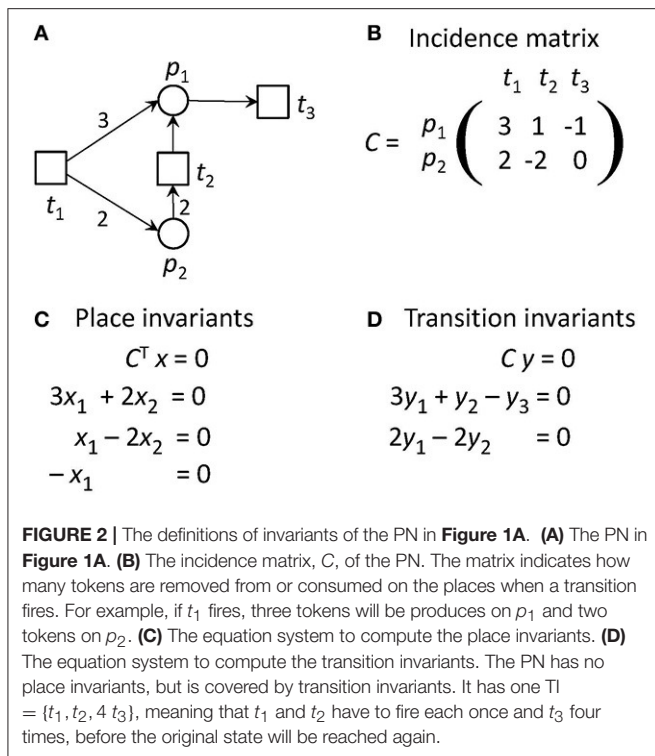 A
p1
3
t3
t1
t2
2
2
p2
B Incidence matrix
t1 t2 t3
C = p1 ( 3 1 -1
p2 2 -2 0 )
C Place invariants
Cᵀ x = 0
3x1 + 2x2 = 0
x1 – 2x2 = 0
– x1 = 0
D Transition invariants
C y = 0
3y1 + y2 – y3 = 0
2y1 – 2y2 = 0
FIGURE 2 | The definitions of invariants of the PN in Figure 1A. (A) The PN in
Figure 1A. (B) The incidence matrix, C, of the PN. The matrix indicates how
many tokens are removed from or consumed on the places when a transition
fires. For example, if t1 fires, three tokens will be produces on p1 and two
tokens on p2. (C) The equation system to compute the place invariants. (D)
The equation system to compute the transition invariants. The PN has no
place invariants, but is covered by transition invariants. It has one TI
= {t1, t2, 4 t3}, meaning that t1 and t2 have to fire each once and t3 four
times, before the original state will be reached again.